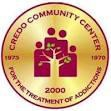 CREDO COMMUNITY CENTER
1973
1970
2000
FOR THE TREATMENT OF ADDICTIONS